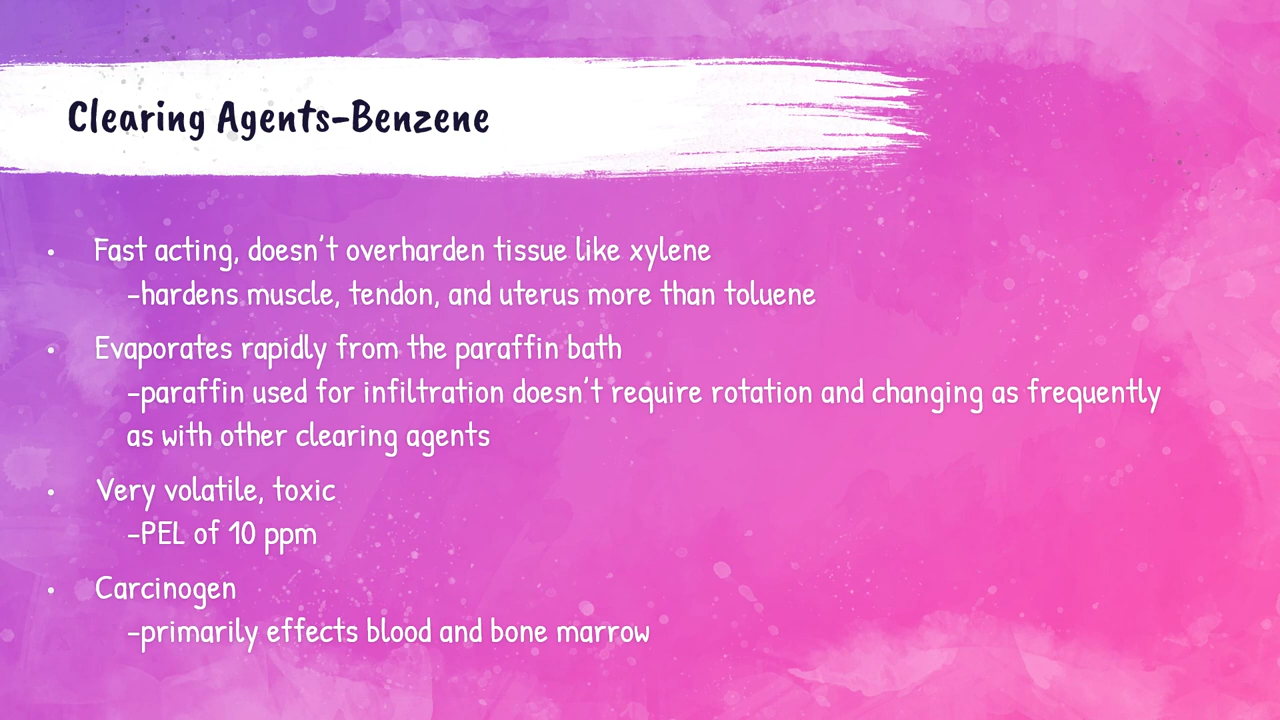 Clearing Agents-Benzene
• Fast acting, doesn't overharden tissue like xylene
-hardens muscle, tendon, and uterus more than toluene
• Evaporates rapidly from the paraffin bath
-paraffin used for infiltration doesn't require rotation and changing as frequently
as with other clearing agents
• Very volatile, toxic
-PEL of 10 ppm
• Carcinogen
-primarily effects blood and bone marrow